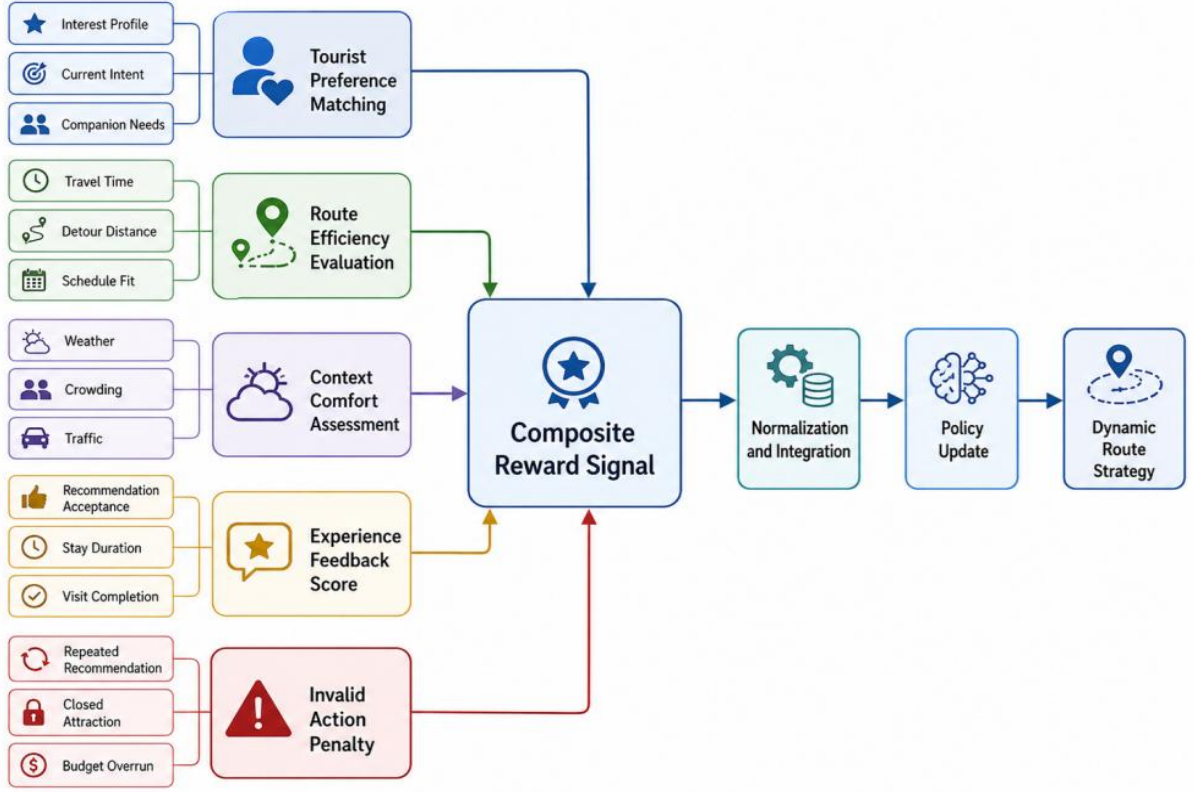 Interest Profile
Current Intent
Companion Needs
Tourist
Preference
Matching
Travel Time
Detour Distance
Schedule Fit
Route
Efficiency
Evaluation
Weather
Crowding
Traffic
Context
Comfort
Assessment
Recommendation
Acceptance
Stay Duration
Visit Completion
Experience
Feedback
Score
Repeated
Recommendation
Closed
Attraction
Budget Overrun
Invalid
Action
Penalty
Composite
Reward Signal
Normalization
and Integration
Policy
Update
Dynamic
Route
Strategy